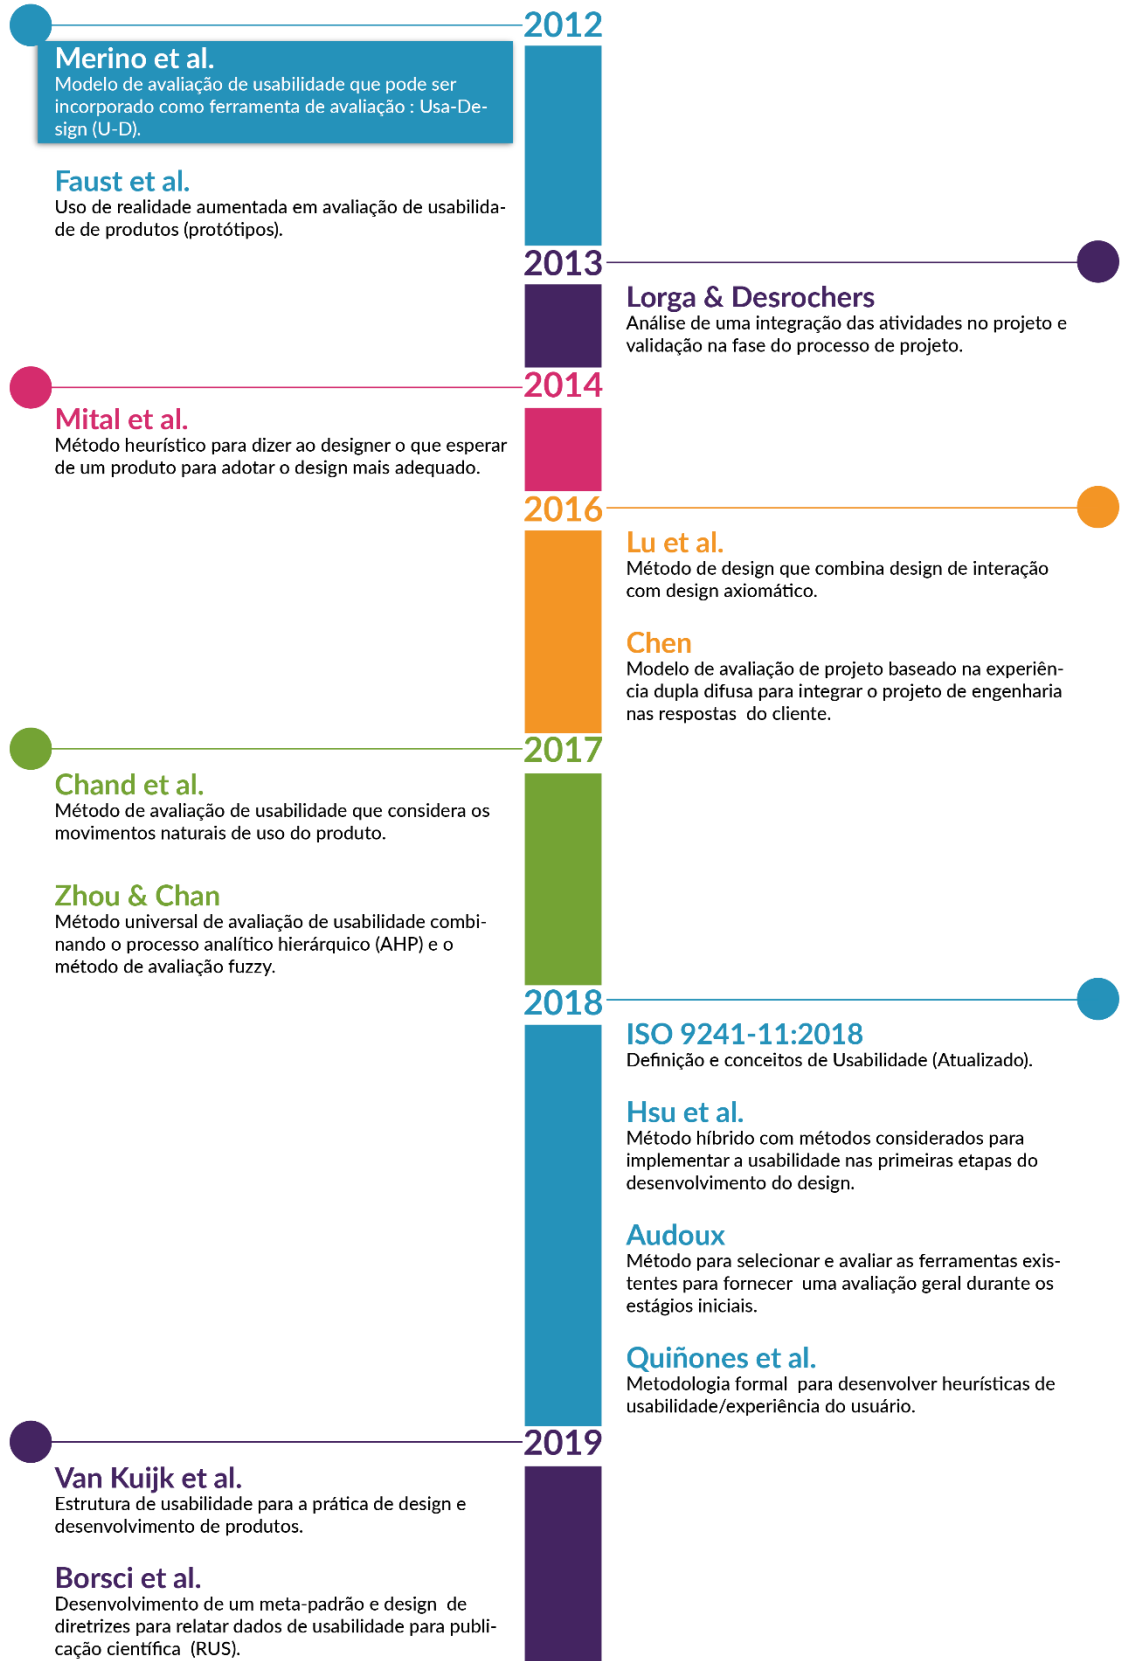 2012
Merino et al.
Modelo de avaliação de usabilidade que pode ser
incorporado como ferramenta de avaliação : Usa-De-
sign (U-D).
Faust et al.
Uso de realidade aumentada em avaliação de usabilida-
de de produtos (protótipos).
2013
Lorga & Desrochers
Análise de uma integração das atividades no projeto e
validação na fase do processo de projeto.
2014
Mital et al.
Método heurístico para dizer ao designer o que esperar
de um produto para adotar o design mais adequado.
2016
Lu et al.
Método de design que combina design de interação
com design axiomático.
Chen
Modelo de avaliação de projeto baseado na experiên-
cia dupla difusa para integrar o projeto de engenharia
nas respostas  do cliente.
2017
Chand et al.
Método de avaliação de usabilidade que considera os
movimentos naturais de uso do produto.
Zhou & Chan
Método universal de avaliação de usabilidade combi-
nando o processo analítico hierárquico (AHP) e o
método de avaliação fuzzy.
2018
ISO 9241-11:2018
Definição e conceitos de Usabilidade (Atualizado).
Hsu et al.
Método híbrido com métodos considerados para
implementar a usabilidade nas primeiras etapas do
desenvolvimento do design.
Audoux
Método para selecionar e avaliar as ferramentas exis-
tentes para fornecer  uma avaliação geral durante os
estágios iniciais.
Quiñones et al.
Metodologia formal  para desenvolver heurísticas de
usabilidade/experiência do usuário.
2019
Van Kuijk et al.
Estrutura de usabilidade para a prática de design e
desenvolvimento de produtos.
Borsci et al.
Desenvolvimento de um meta-padrão e design  de
diretrizes para relatar dados de usabilidade para publi-
cação científica  (RUS).